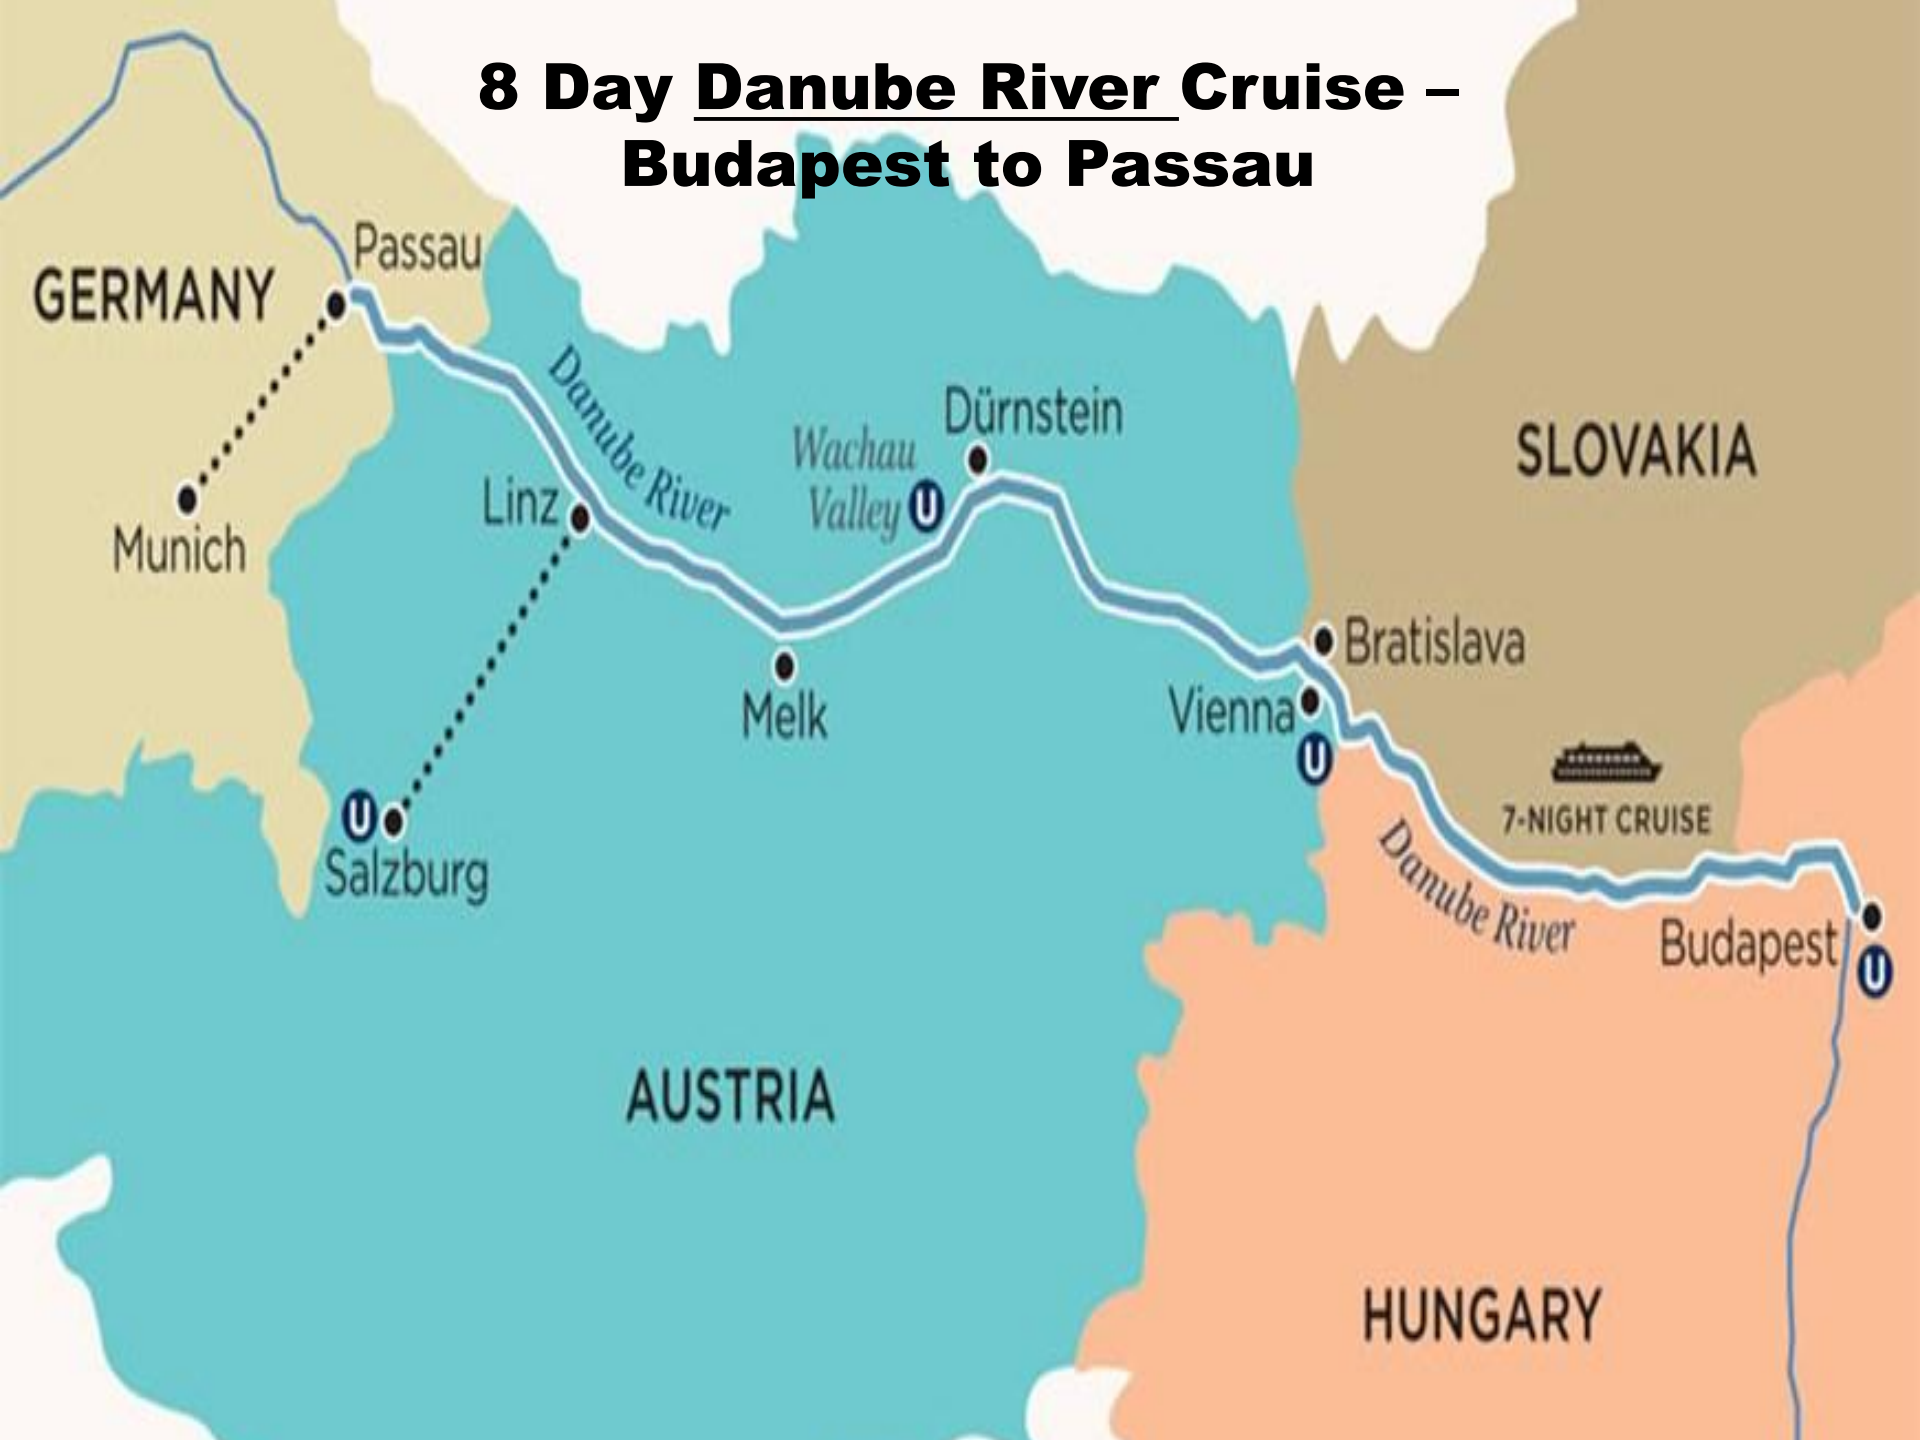 8 Day Danube River Cruise –
Budapest to Passau
Passau
GERMANY
Danube River
Dürnstein
Wachau
Valley
U
SLOVAKIA
Linz
Munich
Bratislava
Melk
Vienna
U
7-NIGHT CRUISE
U
Salzburg
Danube River
Budapest
U
AUSTRIA
HUNGARY